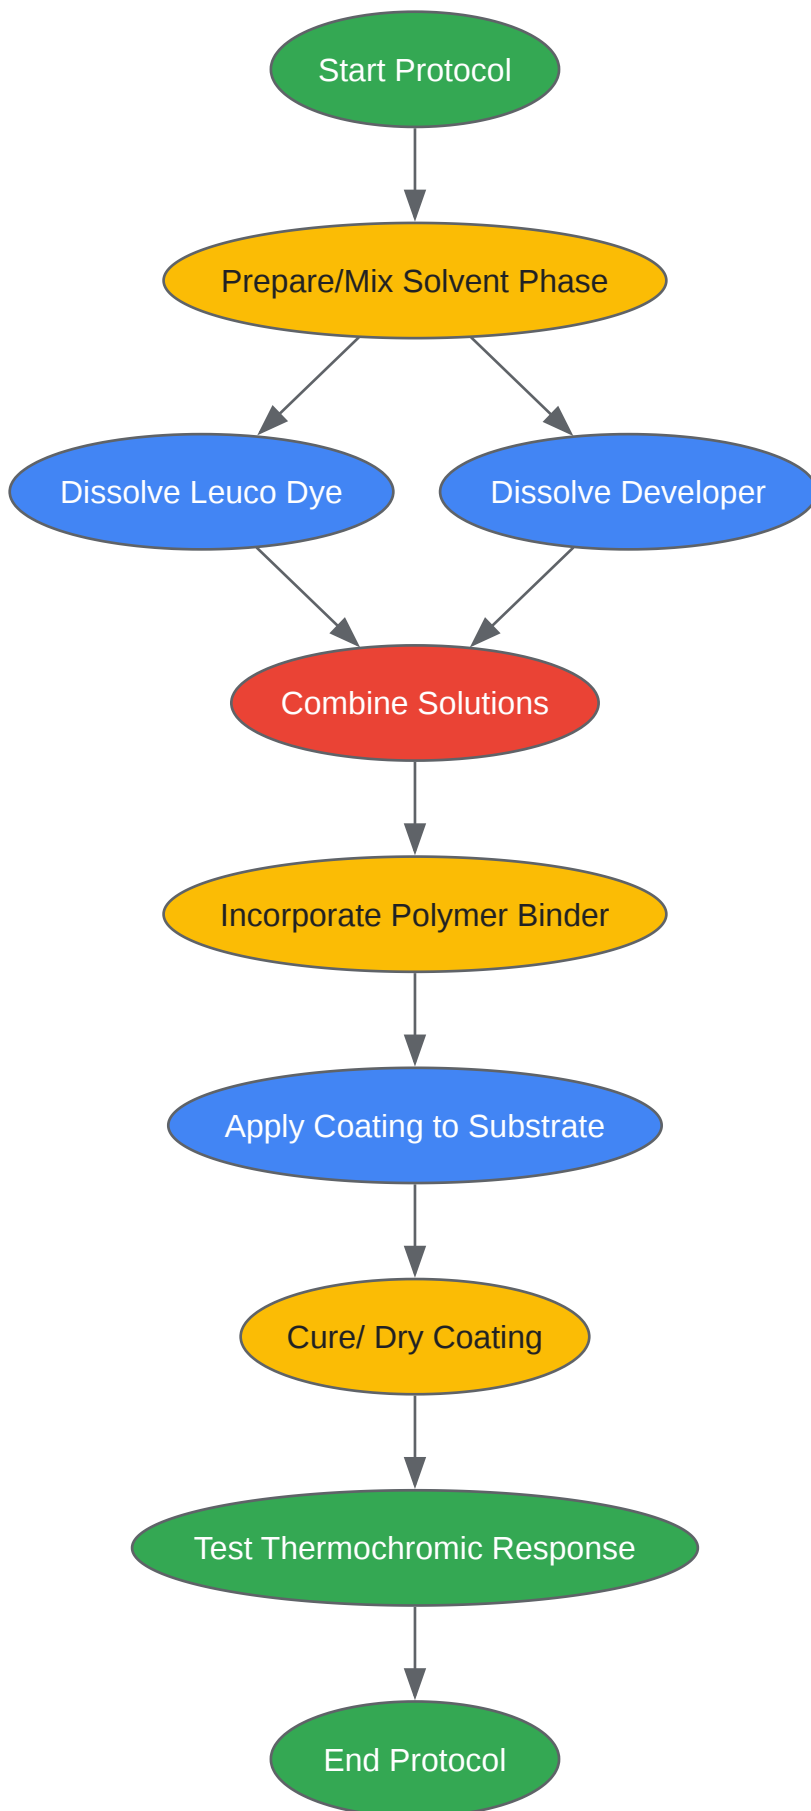 Start Protocol
Prepare/Mix Solvent Phase
Dissolve Leuco Dye
Dissolve Developer
Combine Solutions
Incorporate Polymer Binder
Apply Coating to Substrate
Cure/ Dry Coating
Test Thermochromic Response
End Protocol